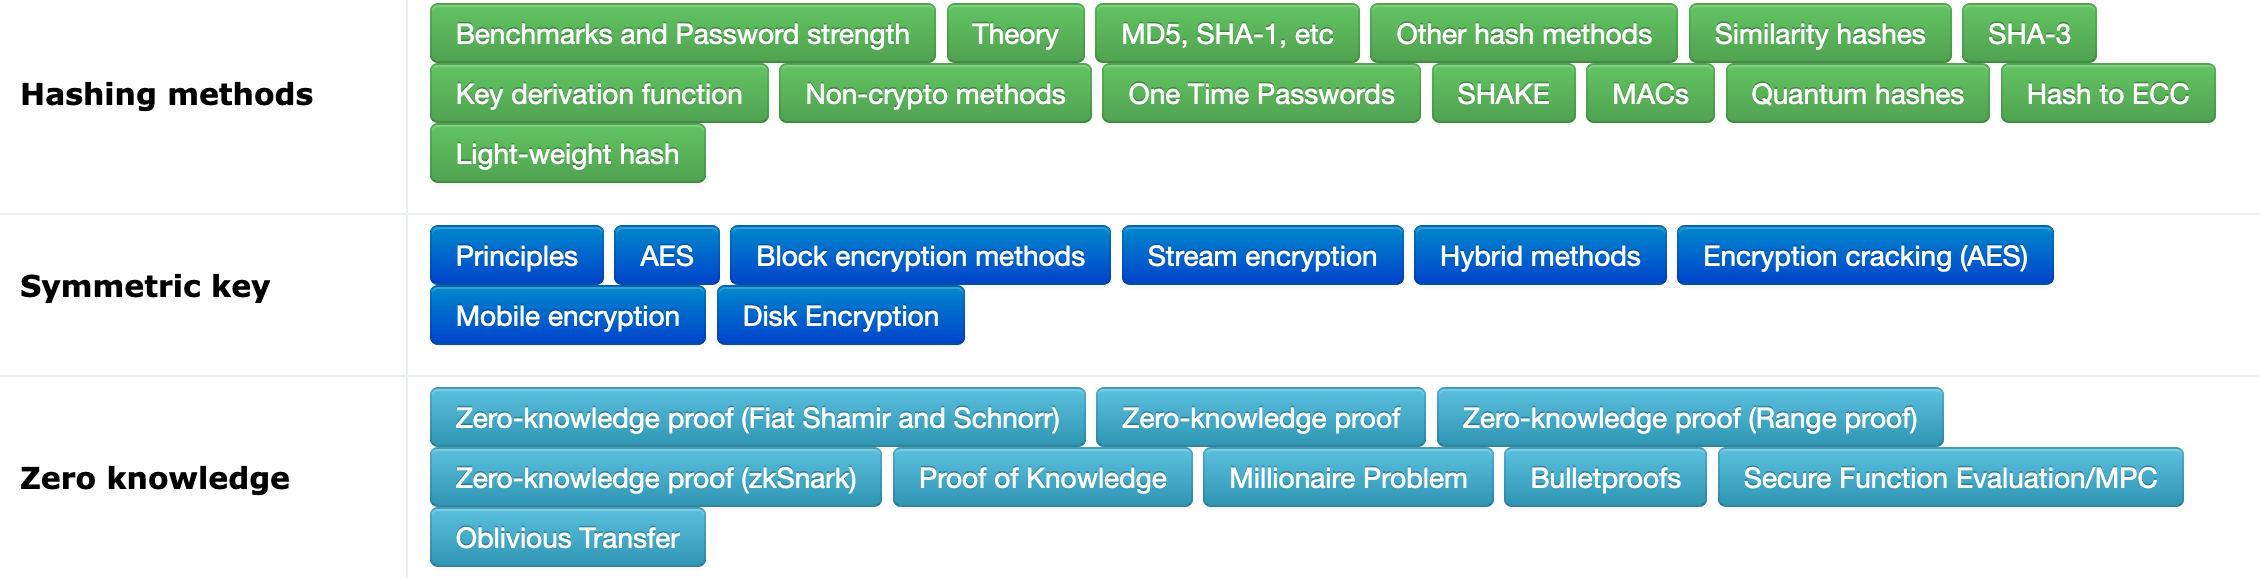 Hashing methods
Benchmarks and Password strength Theory MD5, SHA-1, etc Other hash methods Similarity hashes SHA-3
Key derivation function Non-crypto methods One Time Passwords SHAKE MACs Quantum hashes Hash to ECC
Light-weight hash
Symmetric key
Principles AES Block encryption methods Stream encryption Hybrid methods Encryption cracking (AES)
Mobile encryption Disk Encryption
Zero knowledge
Zero-knowledge proof (Fiat Shamir and Schnorr) Zero-knowledge proof Zero-knowledge proof (Range proof)
Zero-knowledge proof (zkSnark) Proof of Knowledge Millionaire Problem Bulletproofs Secure Function Evaluation/MPC
Oblivious Transfer